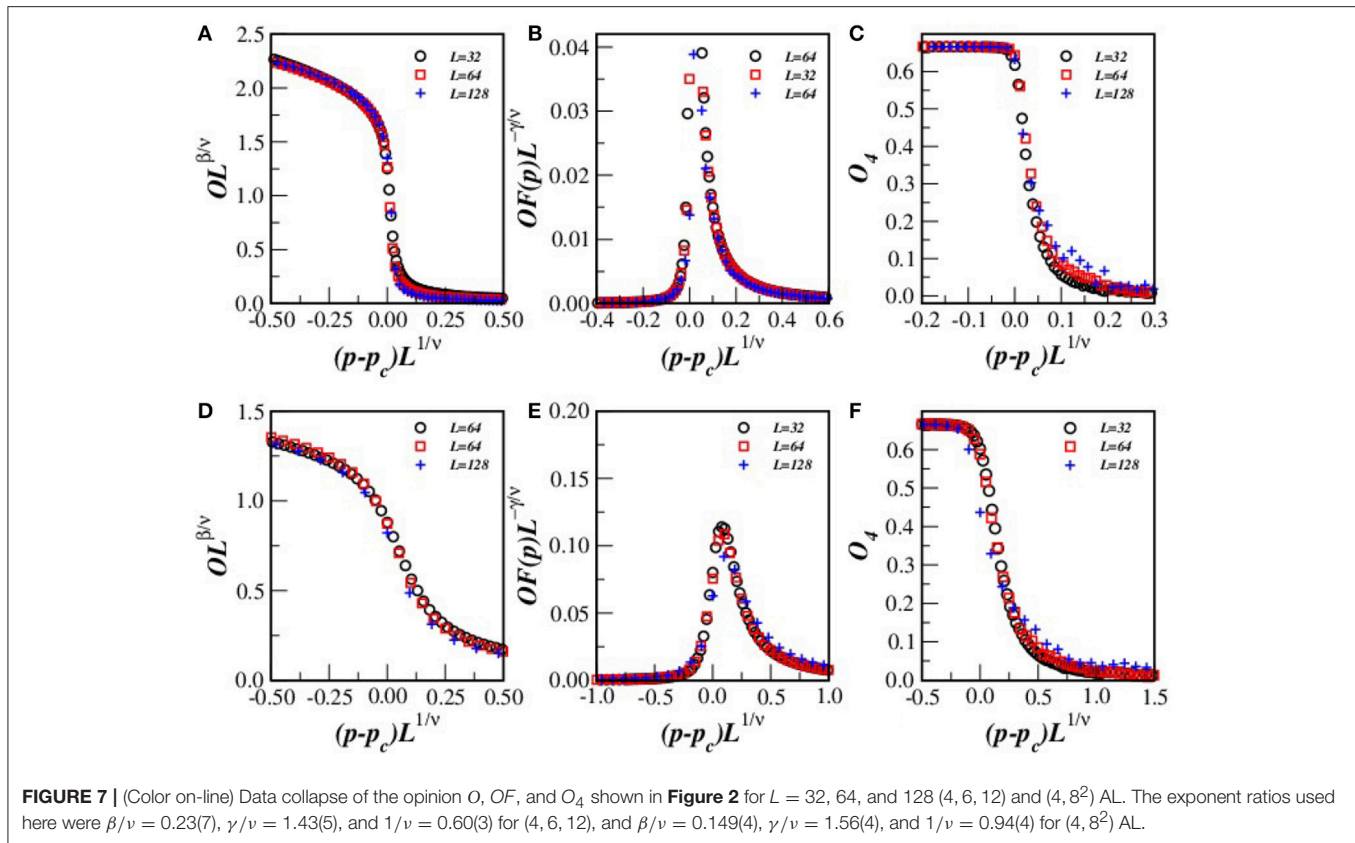 A
2.5
2.0
1.5
1.0
0.5
0.0
OL^{β/ν}
L=32
L=64
L=128
-0.50 -0.25 0.00 0.25 0.50
(p-p_c)L^{1/ν}
B
0.04
0.03
0.02
0.01
0.00
OF(p)L^{-γ/ν}
L=64
L=32
L=64
-0.4 -0.2 0.0 0.2 0.4 0.6
(p-p_c)L^{1/ν}
C
0.6
0.5
0.4
0.3
0.2
0.1
0.0
O_4
L=32
L=64
L=128
-0.2 -0.1 0.0 0.1 0.2 0.3
(p-p_c)L^{1/ν}
D
1.5
1.0
0.5
0.0
OL^{β/ν}
L=64
L=64
L=128
-0.50 -0.25 0.00 0.25 0.50
(p-p_c)L^{1/ν}
E
0.20
0.15
0.10
0.05
0.00
OF(p)L^{-γ/ν}
L=32
L=64
L=128
-1.0 -0.5 0.0 0.5 1.0
(p-p_c)L^{1/ν}
F
0.6
0.5
0.4
0.3
0.2
0.1
0.0
O_4
L=32
L=64
L=128
-0.5 0.0 0.5 1.0 1.5
(p-p_c)L^{1/ν}
FIGURE 7 | (Color on-line) Data collapse of the opinion O, OF, and O_4 shown in Figure 2 for L = 32, 64, and 128 (4, 6, 12) and (4, 8²) AL. The exponent ratios used
here were β/ν = 0.23(7), γ/ν = 1.43(5), and 1/ν = 0.60(3) for (4, 6, 12), and β/ν = 0.149(4), γ/ν = 1.56(4), and 1/ν = 0.94(4) for (4, 8²) AL.